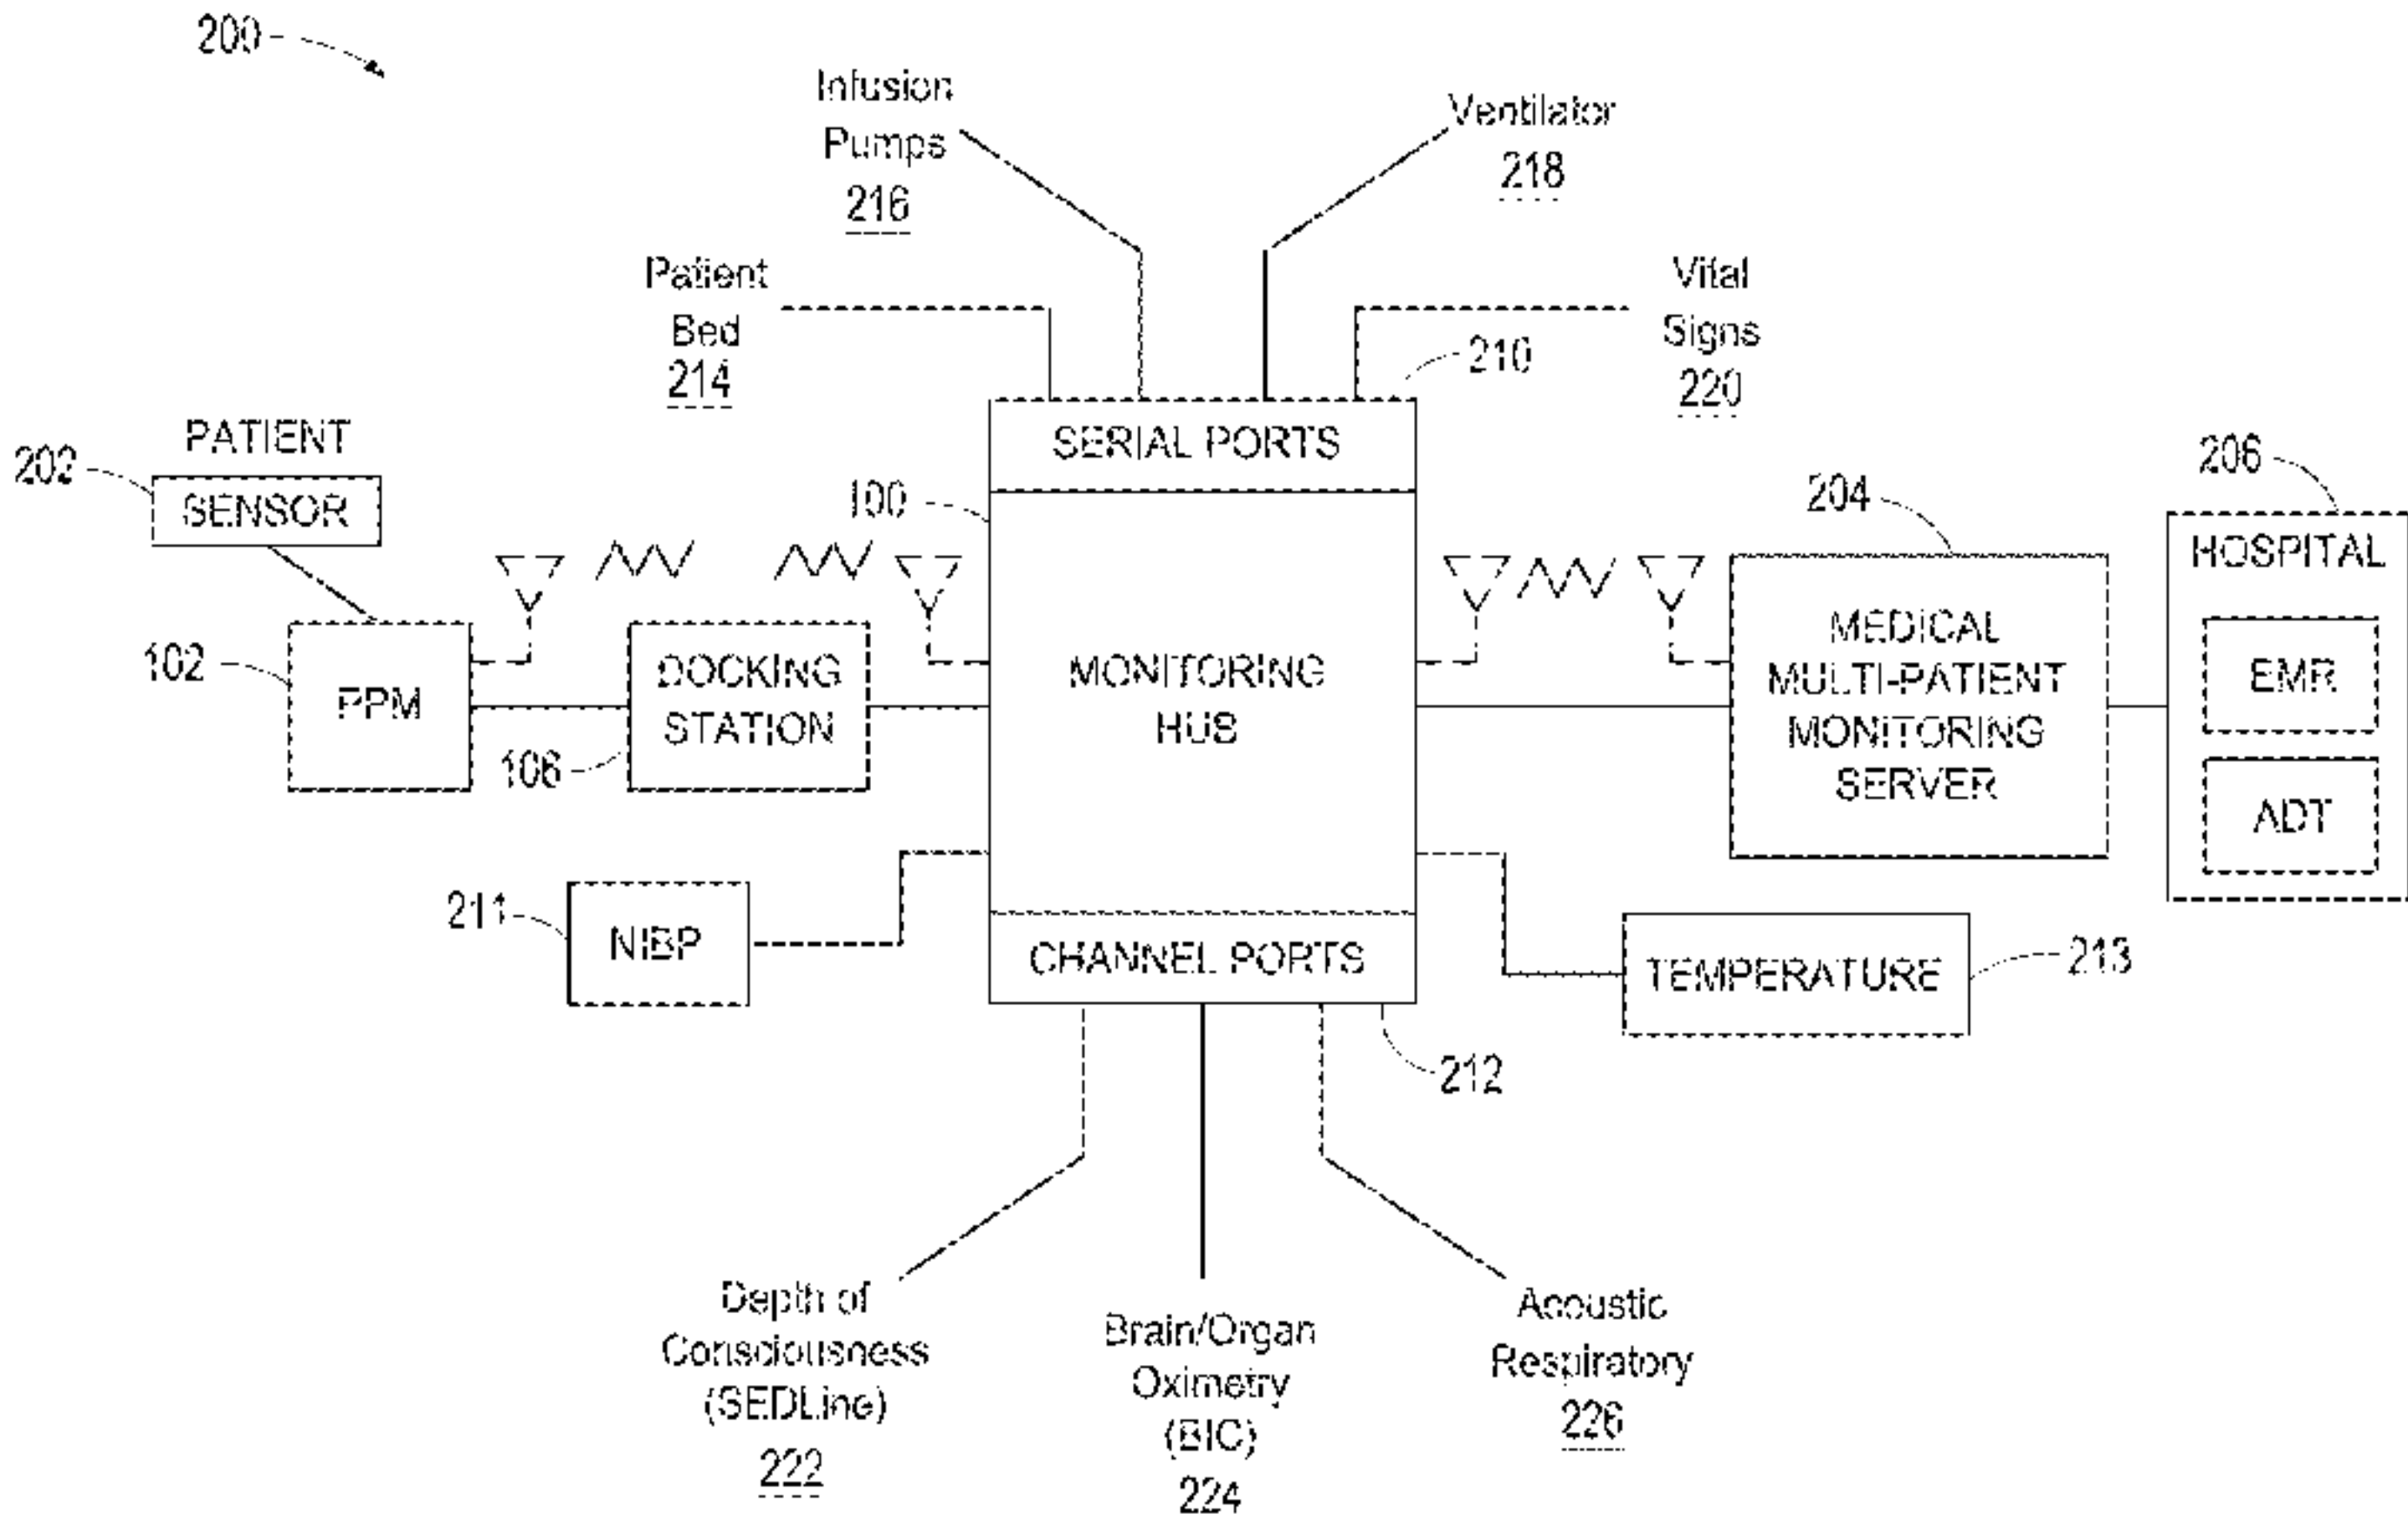 200
Infusion
Pumps
216
Ventilator
218
Patient
Bed
214
Vital
Signs
220
210
SERIAL PORTS
PATIENT
202
SENSOR
100
204
206
HOSPITAL
EMR
ADT
102
PPM
DOCKING
STATION
106
MONITORING
HUB
MEDICAL
MULTI-PATIENT
MONITORING
SERVER
211
NIBP
CHANNEL PORTS
TEMPERATURE
213
212
Depth of
Consciousness
(SEDLine)
222
Brain/Organ
Oximetry
(BIC)
224
Acoustic
Respiratory
226